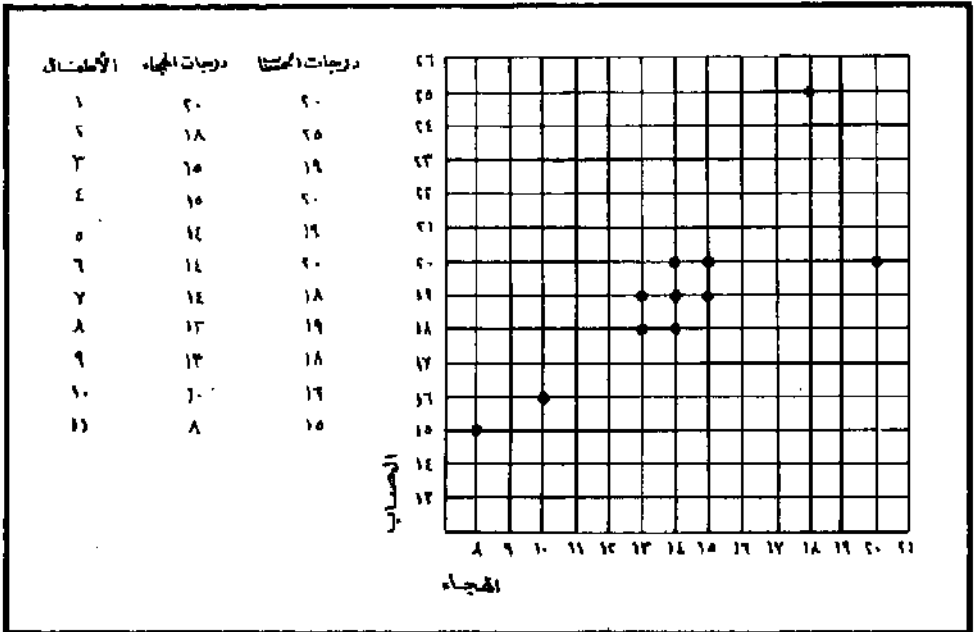 درجات الحساب درجات الهجاء الأطفال
٢٠ ٢٠ ١
٢٥ ١٨ ٢
١٩ ١٥ ٣
٢٠ ١٥ ٤
١٩ ١٤ ٥
٢٠ ١٤ ٦
١٨ ١٤ ٧
١٩ ١٣ ٨
١٨ ١٣ ٩
١٦ ١٠ ١٠
١٥ ٨ ١١
٢٦
٢٥
٢٤
٢٣
٢٢
٢١
٢٠
١٩
١٨
١٧
١٦
١٥
١٤
١٣
الحساب
٨ ٩ ١٠ ١١ ١٢ ١٣ ١٤ ١٥ ١٦ ١٧ ١٨ ١٩ ٢٠ ٢١
الهجاء